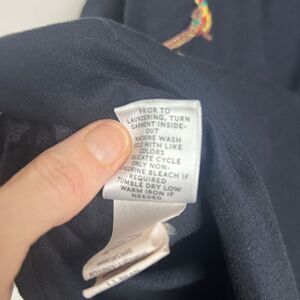 PRIOR TO
LAUNDERING, TURN
GARMENT INSIDE-
OUT
MACHINE WASH
COLD WITH LIKE
COLORS
DELICATE CYCLE
ONLY NON-
CHLORINE BLEACH IF
REQUIRED
TUMBLE DRY LOW
WARM IRON IF
NEEDED